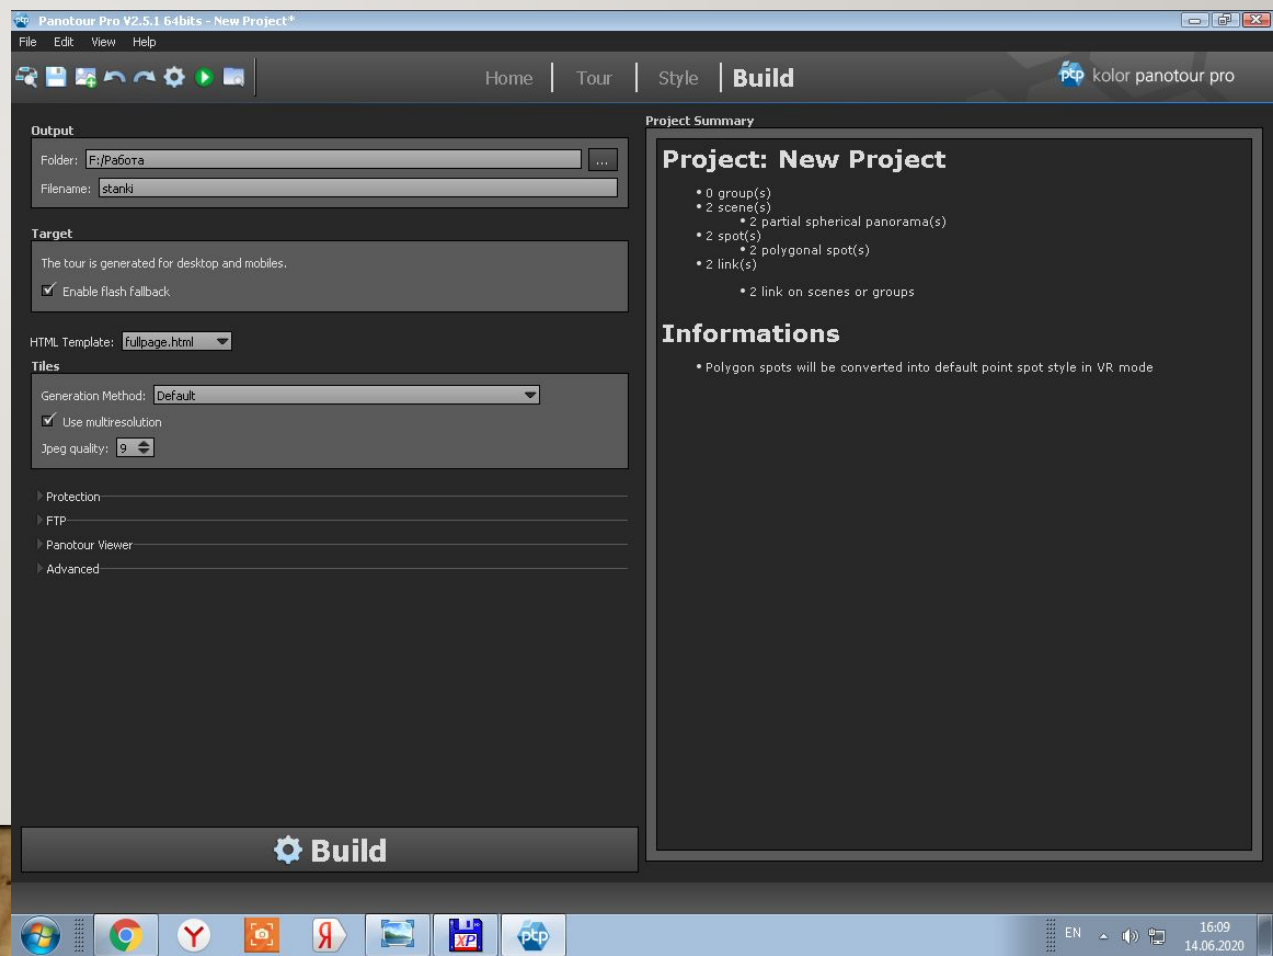 Panotour Pro V2.5.1 64bits - New Project*
File Edit View Help
Home Tour Style Build
ptp kolor panotour pro
Output
Folder: F:/Работа ...
Filename: stanki
Target
The tour is generated for desktop and mobiles.
Enable flash fallback
HTML Template: fullpage.html
Tiles
Generation Method: Default
Use multiresolution
Jpeg quality: 9
Protection
FTP
Panotour Viewer
Advanced
Build
Project Summary
Project: New Project
• 0 group(s)
• 2 scene(s)
• 2 partial spherical panorama(s)
• 2 spot(s)
• 2 polygonal spot(s)
• 2 link(s)
• 2 link on scenes or groups
Informations
• Polygon spots will be converted into default point spot style in VR mode
Y Я XP ptp
EN 16:09
14.06.2020